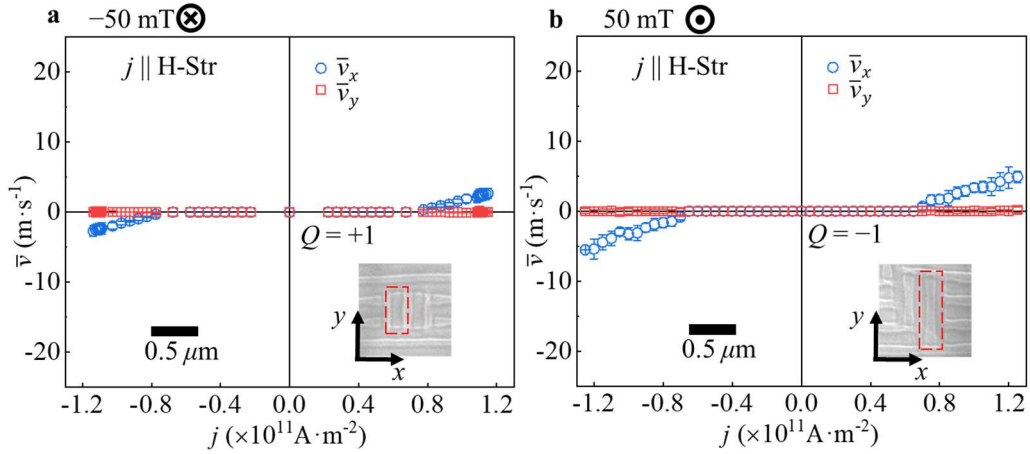 a −50 mT
j || H-Str
v̄x
v̄y
20
10
0
-10
-20
v̄ (m·s⁻¹)
Q = +1
y
x
0.5 μm
-1.2 -0.8 -0.4 0.0 0.4 0.8 1.2
j (×10¹¹A·m⁻²)
b 50 mT
j || H-Str
v̄x
v̄y
20
10
0
-10
-20
v̄ (m·s⁻¹)
Q = −1
y
x
0.5 μm
-1.2 -0.8 -0.4 0.0 0.4 0.8 1.2
j (×10¹¹A·m⁻²)